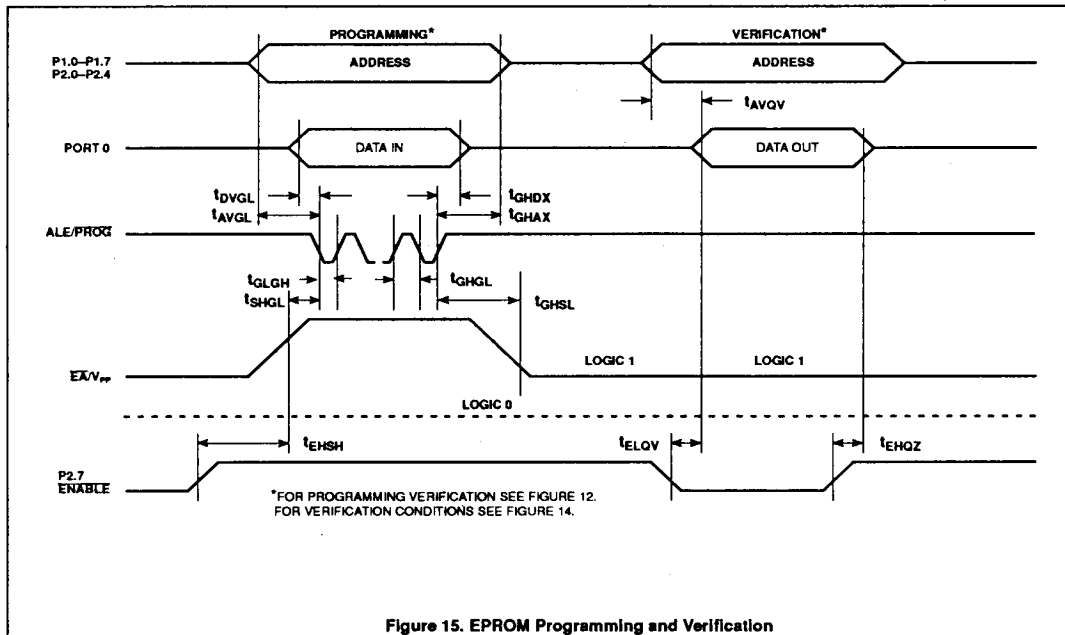 PROGRAMMING*
VERIFICATION*
P1.0–P1.7
P2.0–P2.4
ADDRESS
ADDRESS
tAVQV
PORT 0
DATA IN
DATA OUT
tDVGL
tGHDX
tAVGL
tGHAX
ALE/PROG
tGLGH
tGHGL
tSHGL
tGHSL
LOGIC 1
LOGIC 1
EA/VPP
LOGIC 0
tEHSH
tELQV
tEHQZ
P2.7
ENABLE
*FOR PROGRAMMING VERIFICATION SEE FIGURE 12.
FOR VERIFICATION CONDITIONS SEE FIGURE 14.
Figure 15. EPROM Programming and Verification